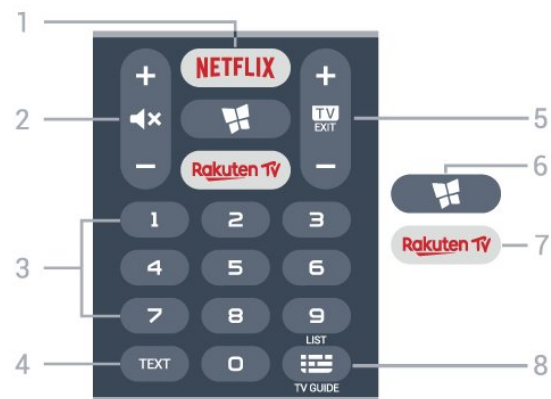 1
NETFLIX
+ +
2
TV
EXIT
5
- -
Rakuten TV
6
1 2 3
Rakuten TV 7
3
4 5 6
7 8 9
LIST
4
TEXT 0
8
TV GUIDE